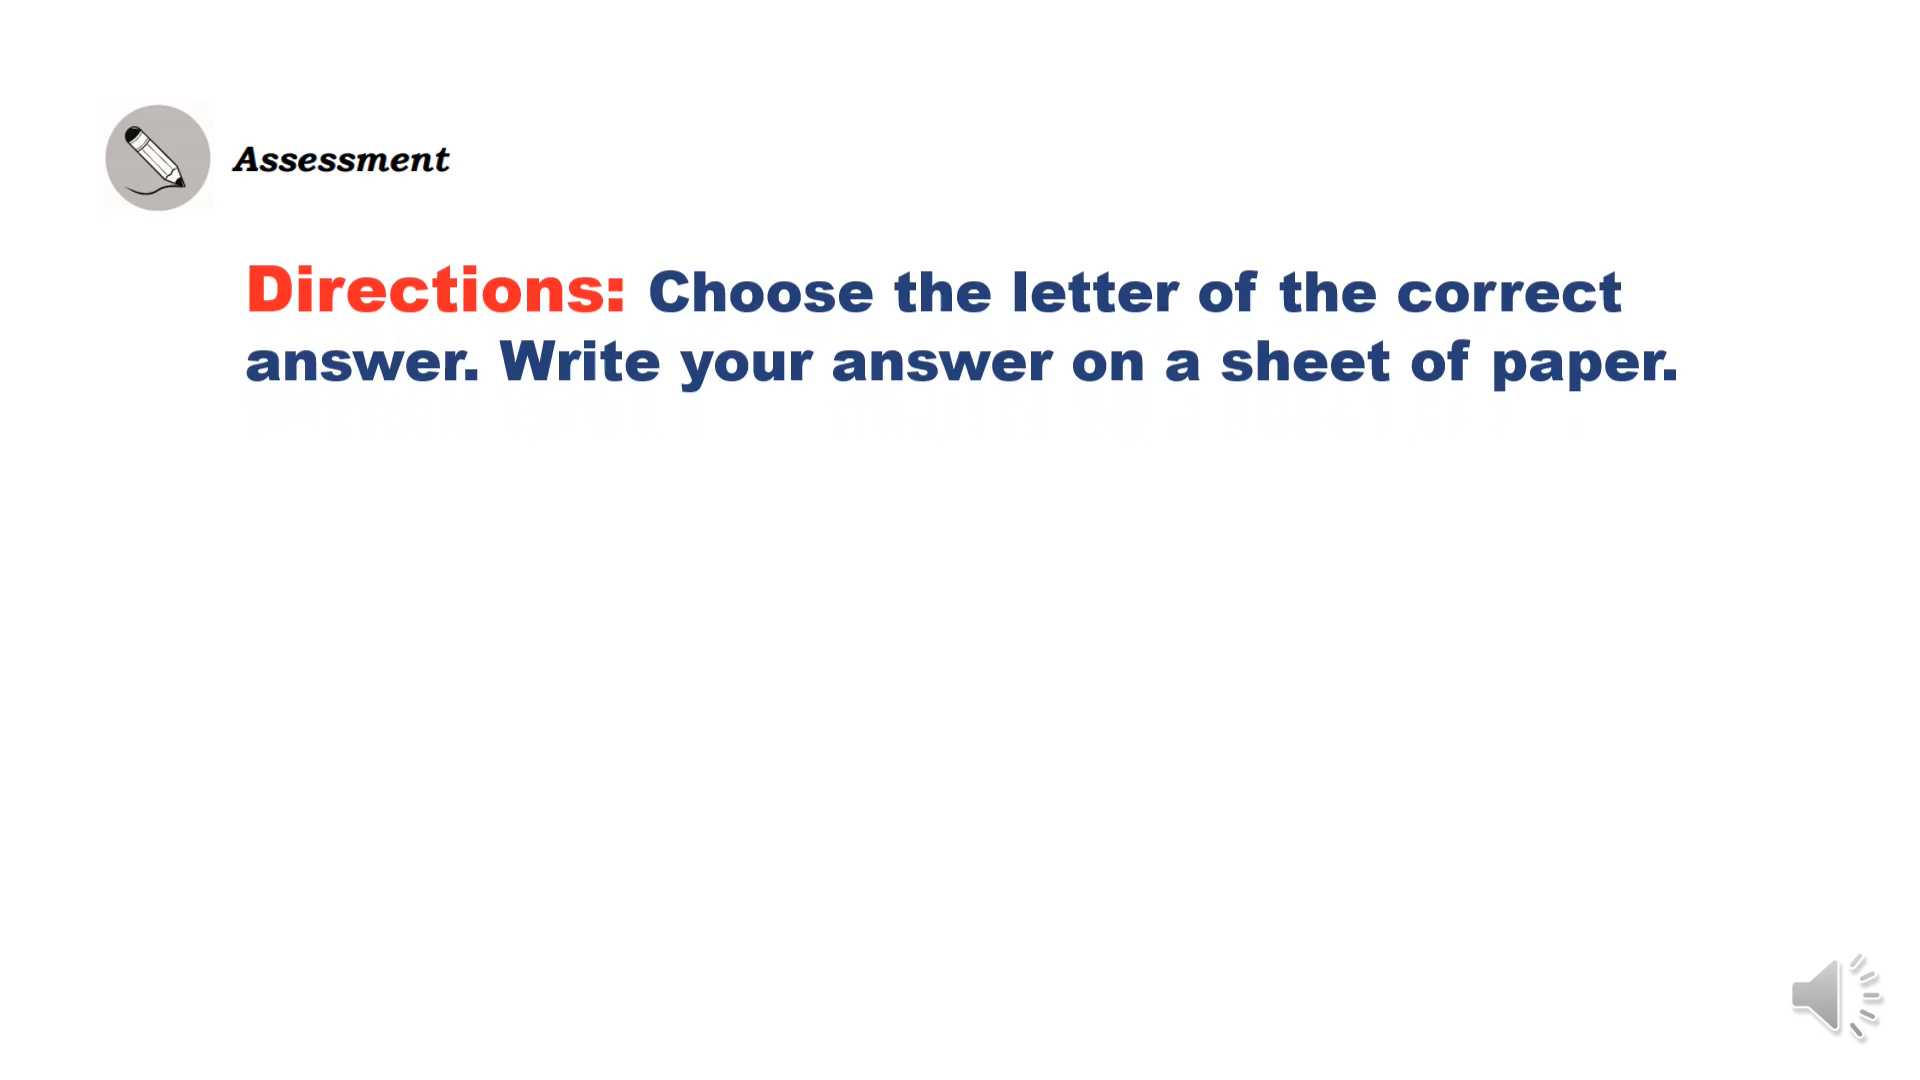 Assessment
Directions: Choose the letter of the correct
answer. Write your answer on a sheet of paper.